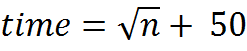 time = √n + 50